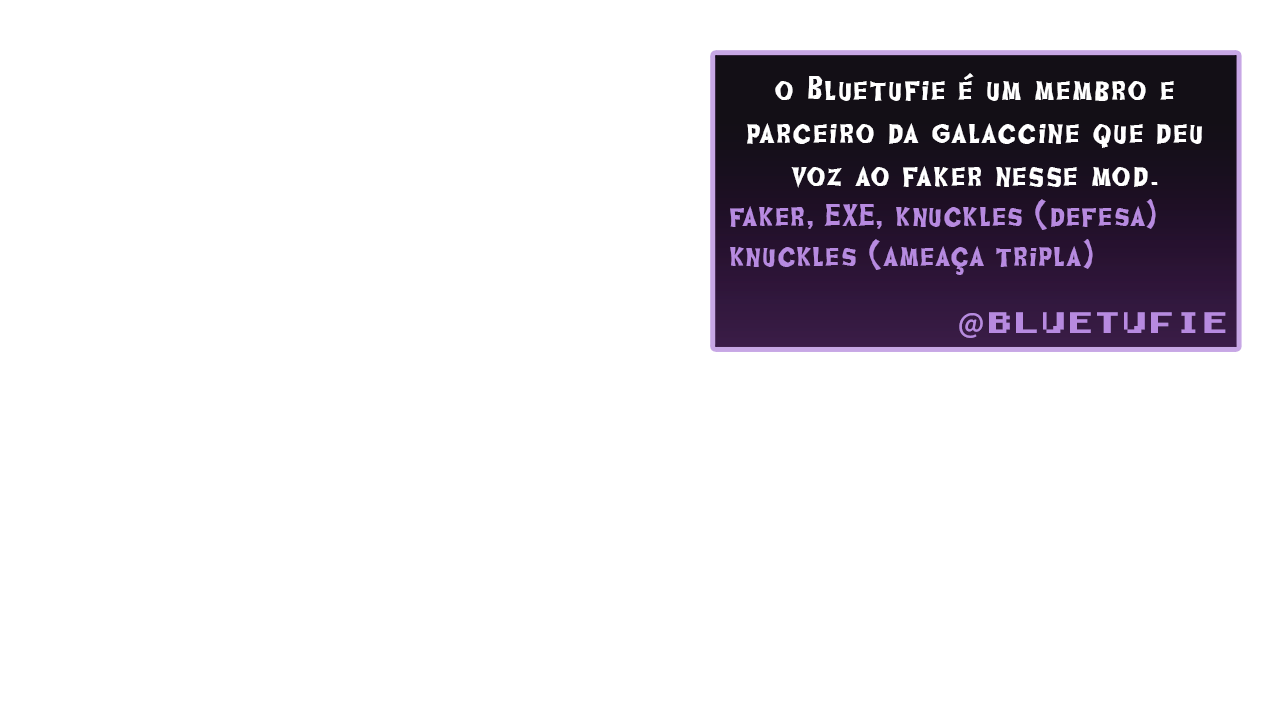 o Bluetufie é um membro e
parceiro da galaccine que deu
voz ao faker nesse mod.
faker, EXE, knuckles (defesa)
knuckles (ameaça tripla)
@BLUETUFIE